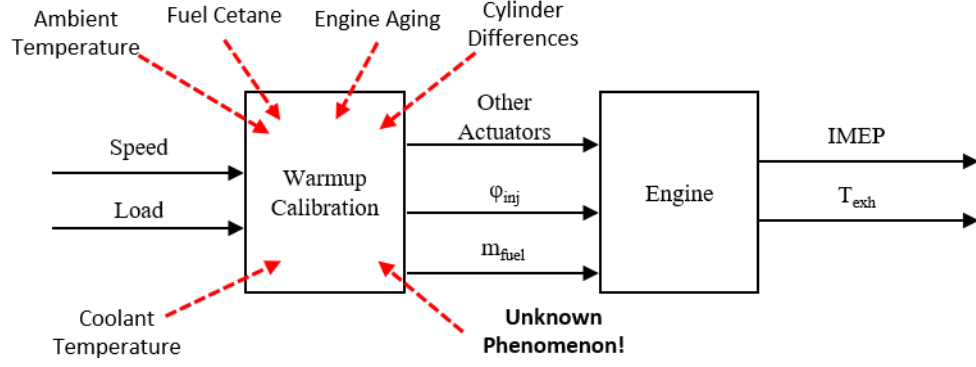 Ambient
Temperature
Fuel Cetane
Engine Aging
Cylinder
Differences
Speed
Load
Warmup
Calibration
Other
Actuators
φinj
mfuel
Engine
IMEP
Texh
Coolant
Temperature
Unknown
Phenomenon!